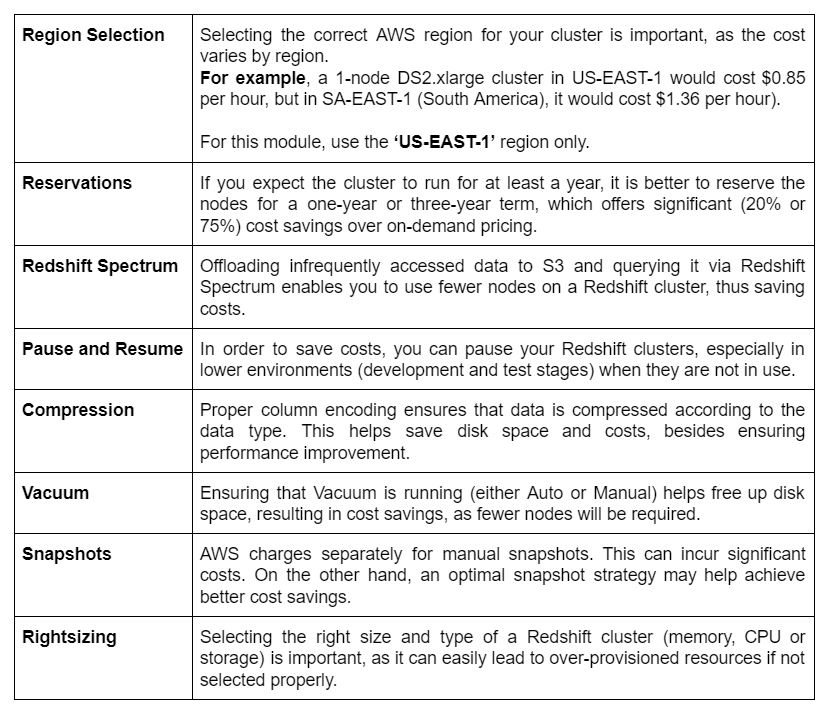 Region Selection
Selecting the correct AWS region for your cluster is important, as the cost
varies by region.
For example, a 1-node DS2.xlarge cluster in US-EAST-1 would cost $0.85
per hour, but in SA-EAST-1 (South America), it would cost $1.36 per hour).
For this module, use the ‘US-EAST-1’ region only.
Reservations
If you expect the cluster to run for at least a year, it is better to reserve the
nodes for a one-year or three-year term, which offers significant (20% or
75%) cost savings over on-demand pricing.
Redshift Spectrum
Offloading infrequently accessed data to S3 and querying it via Redshift
Spectrum enables you to use fewer nodes on a Redshift cluster, thus saving
costs.
Pause and Resume
In order to save costs, you can pause your Redshift clusters, especially in
lower environments (development and test stages) when they are not in use.
Compression
Proper column encoding ensures that data is compressed according to the
data type. This helps save disk space and costs, besides ensuring
performance improvement.
Vacuum
Ensuring that Vacuum is running (either Auto or Manual) helps free up disk
space, resulting in cost savings, as fewer nodes will be required.
Snapshots
AWS charges separately for manual snapshots. This can incur significant
costs. On the other hand, an optimal snapshot strategy may help achieve
better cost savings.
Rightsizing
Selecting the right size and type of a Redshift cluster (memory, CPU or
storage) is important, as it can easily lead to over-provisioned resources if not
selected properly.